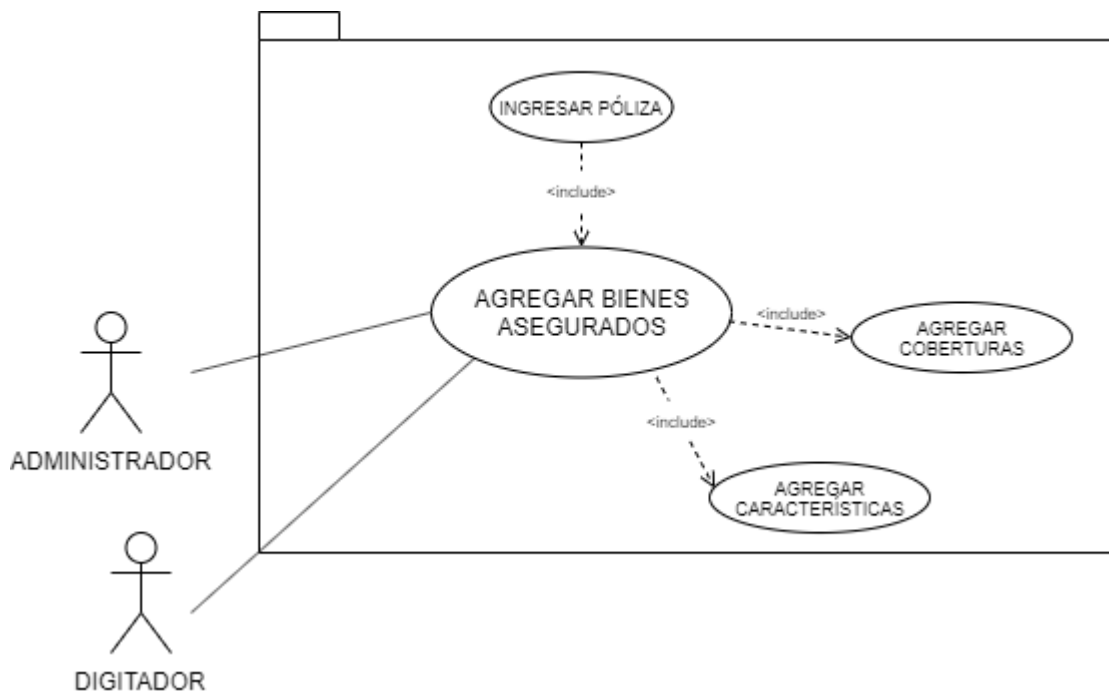 INGRESAR PÓLIZA
<include>
AGREGAR BIENES
ASEGURADOS
<include>
AGREGAR
COBERTURAS
<include>
AGREGAR
CARACTERÍSTICAS
ADMINISTRADOR
DIGITADOR